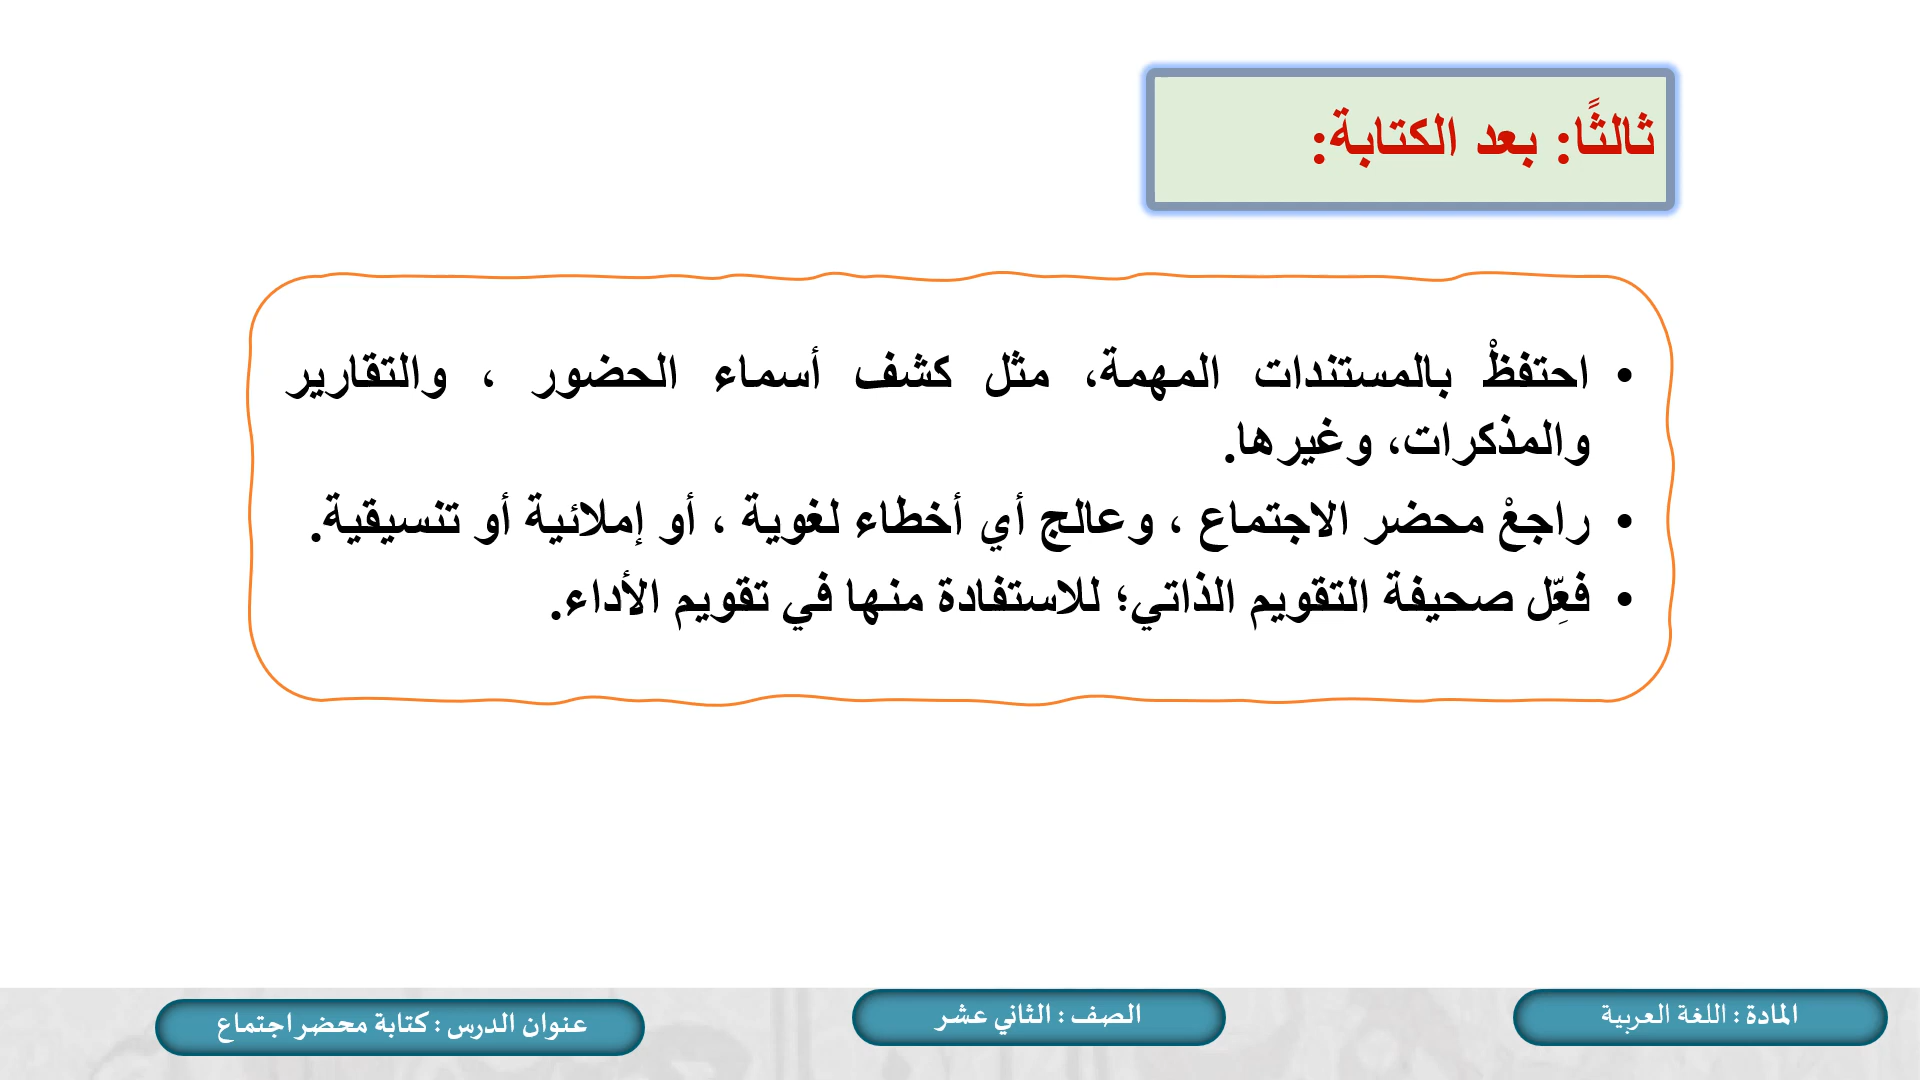 ثالثًا: بعد الكتابة:
• احتفظْ بالمستندات المهمة، مثل كشف أسماء الحضور ، والتقارير
والمذكرات، وغيرها.
• راجعْ محضر الاجتماع ، وعالج أي أخطاء لغوية ، أو إملائية أو تنسيقية.
• فعِّل صحيفة التقويم الذاتي؛ للاستفادة منها في تقويم الأداء.
المادة : اللغة العربية
الصف : الثاني عشر
عنوان الدرس : كتابة محضر اجتماع